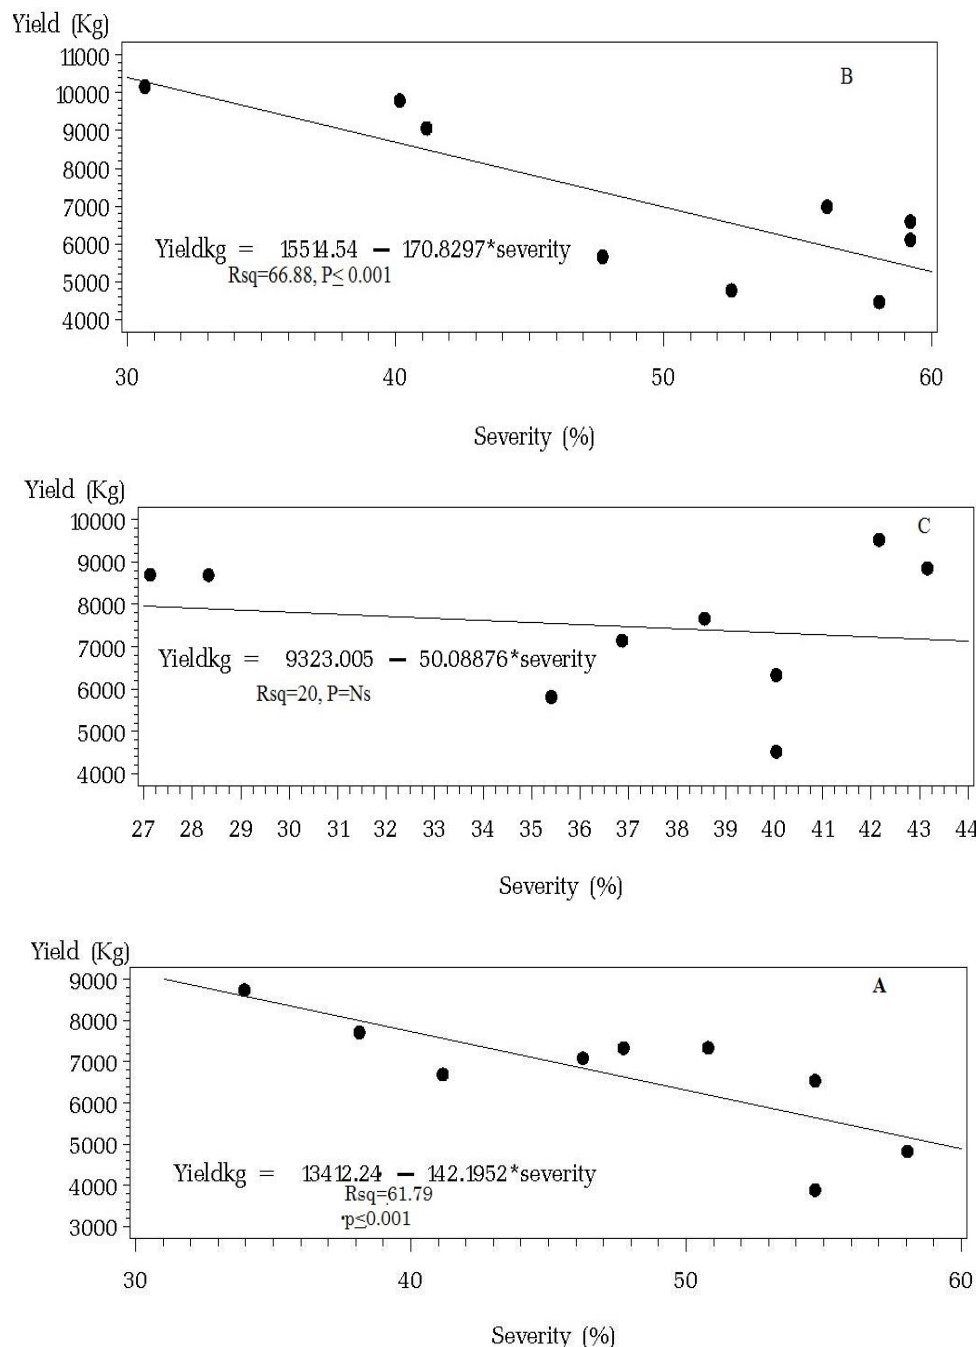 Yield (Kg)
11000
B
10000
9000
8000
7000
6000
5000
4000
Yieldkg = 15514.54 − 170.8297*severity
Rsq=66.88, P≤ 0.001
30 40 50 60
Severity (%)
Yield (Kg)
10000
C
9000
8000
7000
6000
5000
4000
Yieldkg = 9323.005 − 50.08876*severity
Rsq=20, P=Ns
27 28 29 30 31 32 33 34 35 36 37 38 39 40 41 42 43 44
Severity (%)
Yield (Kg)
9000
A
8000
7000
6000
5000
4000
3000
Yieldkg = 13412.24 − 142.1952*severity
Rsq=61.79
p≤0.001
30 40 50 60
Severity (%)